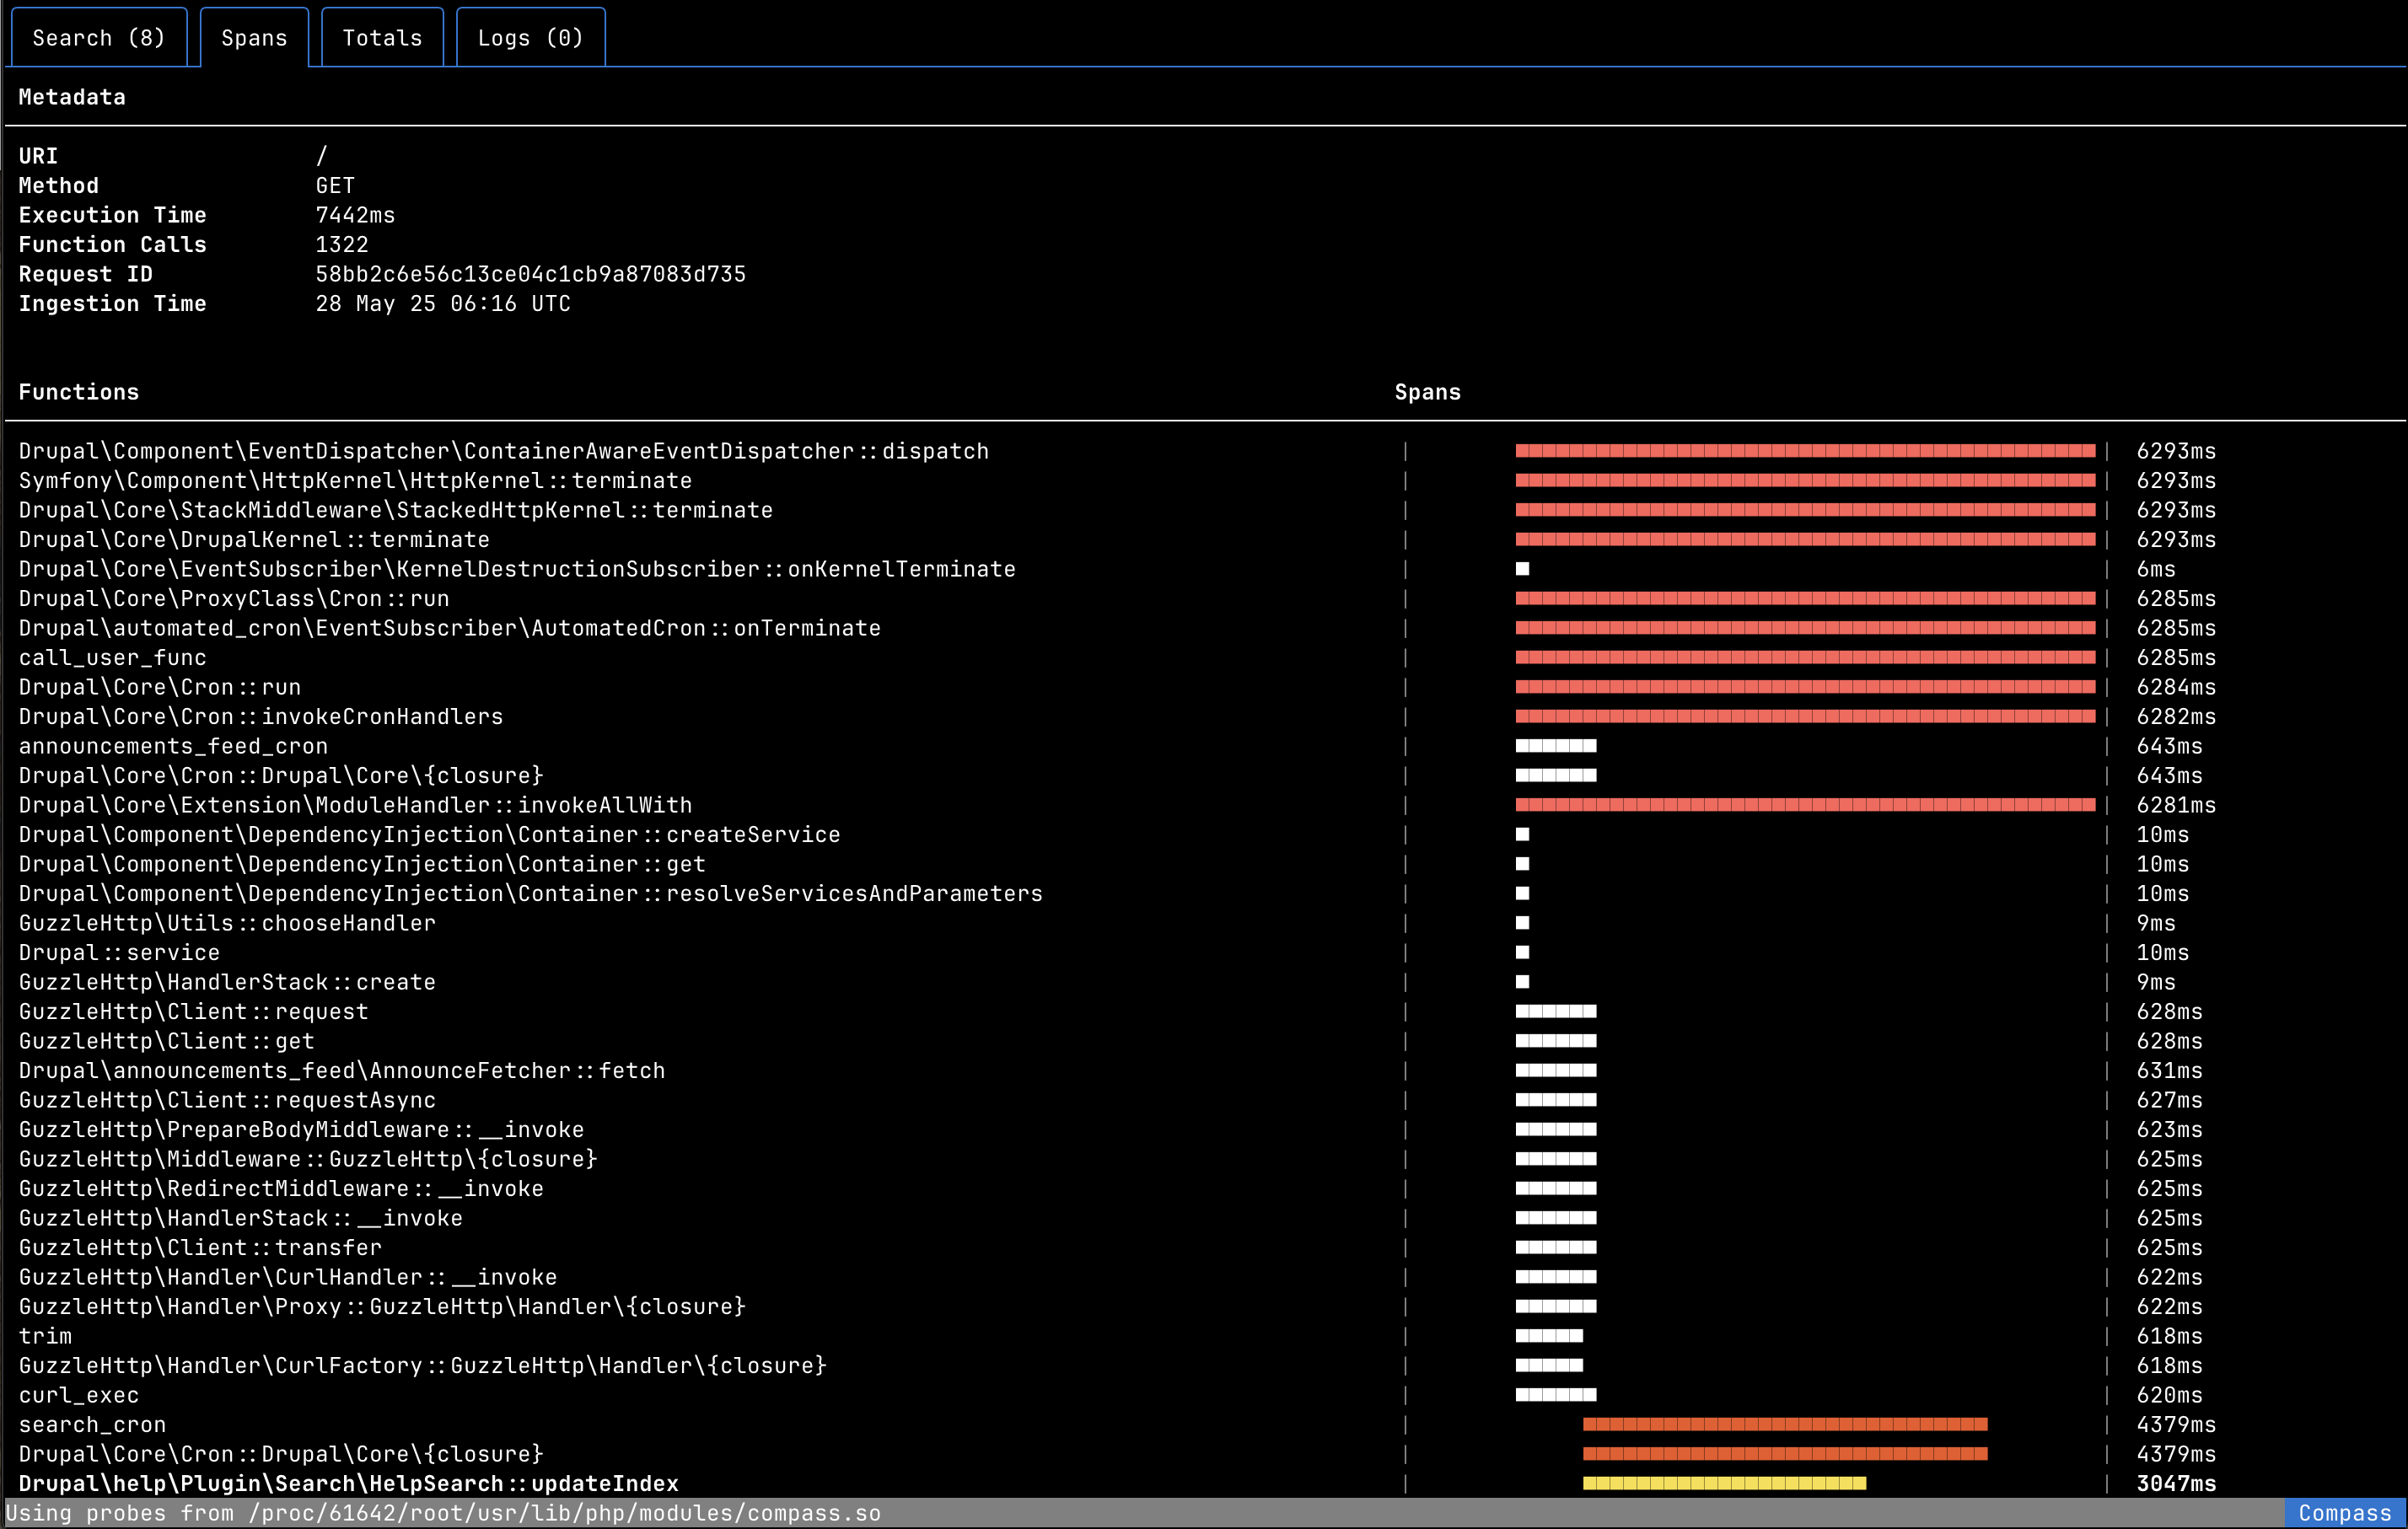 Search (8) Spans Totals Logs (0)
Metadata
URI /
Method GET
Execution Time 7442ms
Function Calls 1322
Request ID 58bb2c6e56c13ce04c1cb9a87083d735
Ingestion Time 28 May 25 06:16 UTC
Functions Spans
Drupal\Component\EventDispatcher\ContainerAwareEventDispatcher::dispatch | | 6293ms
Symfony\Component\HttpKernel\HttpKernel::terminate | | 6293ms
Drupal\Core\StackMiddleware\StackedHttpKernel::terminate | | 6293ms
Drupal\Core\DrupalKernel::terminate | | 6293ms
Drupal\Core\EventSubscriber\KernelDestructionSubscriber::onKernelTerminate | | 6ms
Drupal\Core\ProxyClass\Cron::run | | 6285ms
Drupal\automated_cron\EventSubscriber\AutomatedCron::onTerminate | | 6285ms
call_user_func | | 6285ms
Drupal\Core\Cron::run | | 6284ms
Drupal\Core\Cron::invokeCronHandlers | | 6282ms
announcements_feed_cron | | 643ms
Drupal\Core\Cron::Drupal\Core\{closure} | | 643ms
Drupal\Core\Extension\ModuleHandler::invokeAllWith | | 6281ms
Drupal\Component\DependencyInjection\Container::createService | | 10ms
Drupal\Component\DependencyInjection\Container::get | | 10ms
Drupal\Component\DependencyInjection\Container::resolveServicesAndParameters | | 10ms
GuzzleHttp\Utils::chooseHandler | | 9ms
Drupal::service | | 10ms
GuzzleHttp\HandlerStack::create | | 9ms
GuzzleHttp\Client::request | | 628ms
GuzzleHttp\Client::get | | 628ms
Drupal\announcements_feed\AnnounceFetcher::fetch | | 631ms
GuzzleHttp\Client::requestAsync | | 627ms
GuzzleHttp\PrepareBodyMiddleware::__invoke | | 623ms
GuzzleHttp\Middleware::GuzzleHttp\{closure} | | 625ms
GuzzleHttp\RedirectMiddleware::__invoke | | 625ms
GuzzleHttp\HandlerStack::__invoke | | 625ms
GuzzleHttp\Client::transfer | | 625ms
GuzzleHttp\Handler\CurlHandler::__invoke | | 622ms
GuzzleHttp\Handler\Proxy::GuzzleHttp\Handler\{closure} | | 622ms
trim | | 618ms
GuzzleHttp\Handler\CurlFactory::GuzzleHttp\Handler\{closure} | | 618ms
curl_exec | | 620ms
search_cron | | 4379ms
Drupal\Core\Cron::Drupal\Core\{closure} | | 4379ms
Drupal\help\Plugin\Search\HelpSearch::updateIndex | | 3047ms
Using probes from /proc/61642/root/usr/lib/php/modules/compass.so Compass